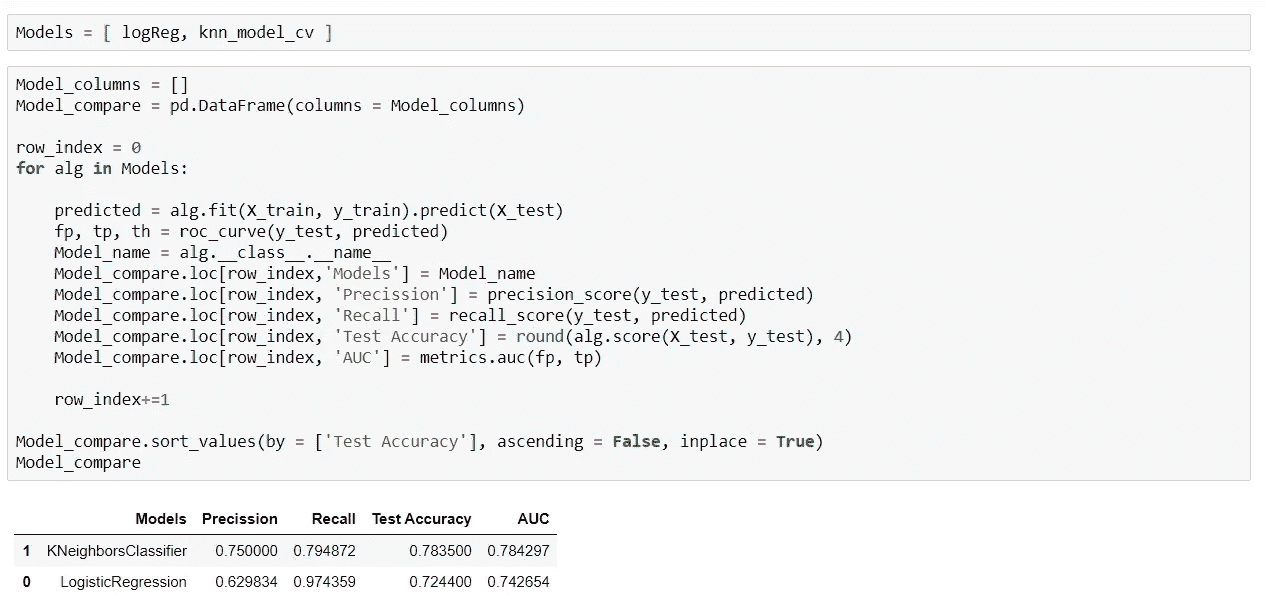 Models = [ logReg, knn_model_cv ]
Model_columns = []
Model_compare = pd.DataFrame(columns = Model_columns)
row_index = 0
for alg in Models:
predicted = alg.fit(X_train, y_train).predict(X_test)
fp, tp, th = roc_curve(y_test, predicted)
Model_name = alg.__class__.__name__
Model_compare.loc[row_index,'Models'] = Model_name
Model_compare.loc[row_index, 'Precission'] = precision_score(y_test, predicted)
Model_compare.loc[row_index, 'Recall'] = recall_score(y_test, predicted)
Model_compare.loc[row_index, 'Test Accuracy'] = round(alg.score(X_test, y_test), 4)
Model_compare.loc[row_index, 'AUC'] = metrics.auc(fp, tp)
row_index+=1
Model_compare.sort_values(by = ['Test Accuracy'], ascending = False, inplace = True)
Model_compare
Models Precission Recall Test Accuracy AUC
1 KNeighborsClassifier 0.750000 0.794872 0.783500 0.784297
0 LogisticRegression 0.629834 0.974359 0.724400 0.742654